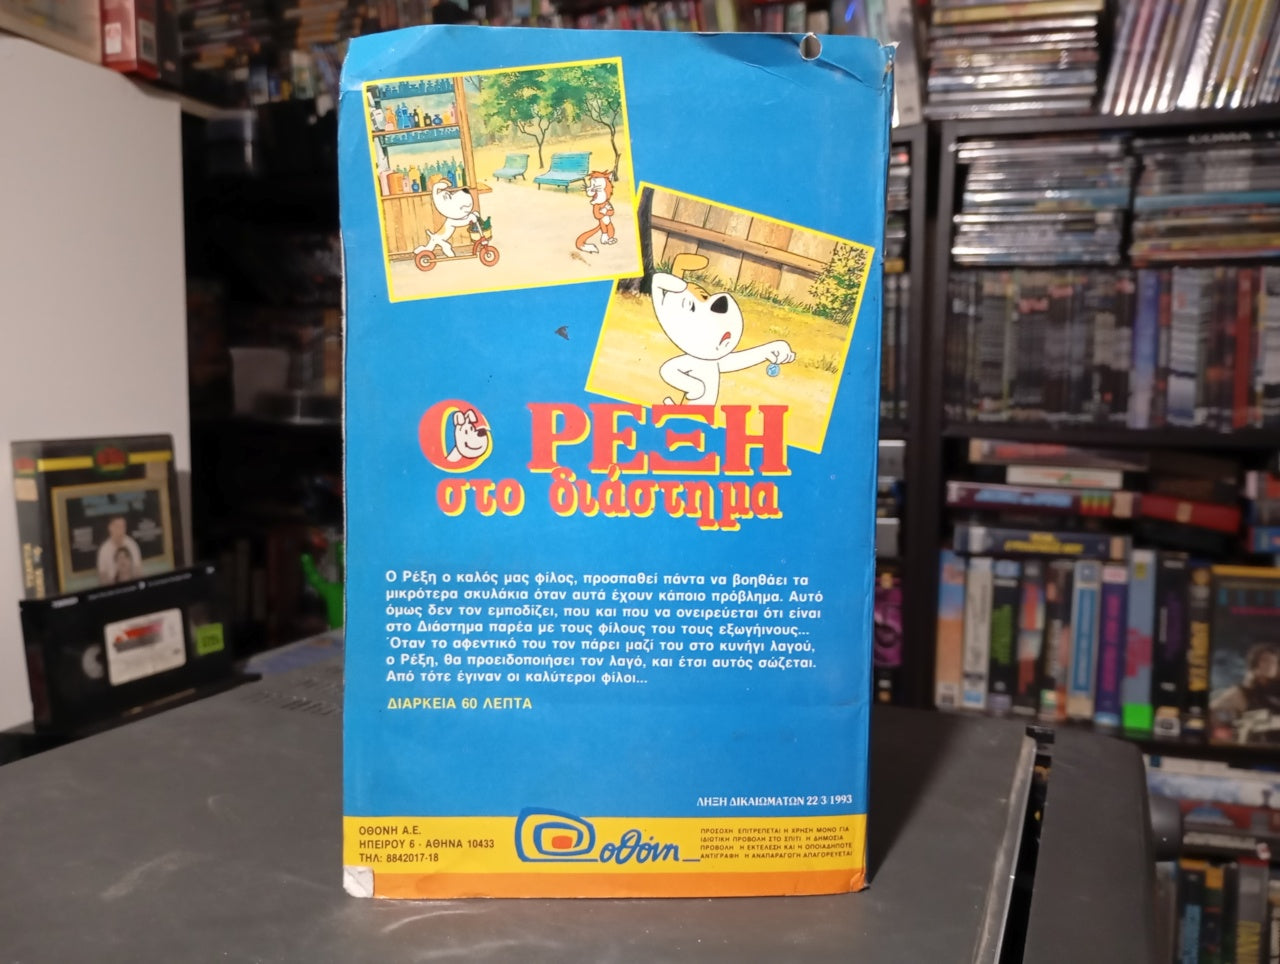 Ο ΡΕΞΗ
στο διάστημα
Ο Ρέξη ο καλός μας φίλος, προσπαθεί πάντα να βοηθάει τα
μικρότερα σκυλάκια όταν αυτά έχουν κάποιο πρόβλημα. Αυτό
όμως δεν τον εμποδίζει, που και που να ονειρεύεται ότι είναι
στο Διάστημα παρέα με τους φίλους του τους εξωγήινους...
Όταν το αφεντικό του τον πάρει μαζί του στο κυνήγι λαγού,
ο Ρέξη, θα προειδοποιήσει τον λαγό, και έτσι αυτός σώζεται.
Από τότε έγιναν οι καλύτεροι φίλοι...
ΔΙΑΡΚΕΙΑ 60 ΛΕΠΤΑ
ΛΗΞΗ ΔΙΚΑΙΩΜΑΤΩΝ 22/3/1993
ΟΘΟΝΗ Α.Ε.
ΗΠΕΙΡΟΥ 6 - ΑΘΗΝΑ 10433
ΤΗΛ: 8842017-18
οθόνη
ΠΡΟΣΟΧΗ ΕΠΙΤΡΕΠΕΤΑΙ Η ΧΡΗΣΗ ΜΟΝΟ ΓΙΑ
ΙΔΙΩΤΙΚΗ ΠΡΟΒΟΛΗ ΣΤΟ ΣΠΙΤΙ Η ΔΗΜΟΣΙΑ
ΠΡΟΒΟΛΗ Η ΕΚΤΕΛΕΣΗ ΚΑΙ Η ΟΠΟΙΑΔΗΠΟΤΕ
ΑΝΤΙΓΡΑΦΗ Η ΑΝΑΠΑΡΑΓΩΓΗ ΑΠΑΓΟΡΕΥΕΤΑΙ